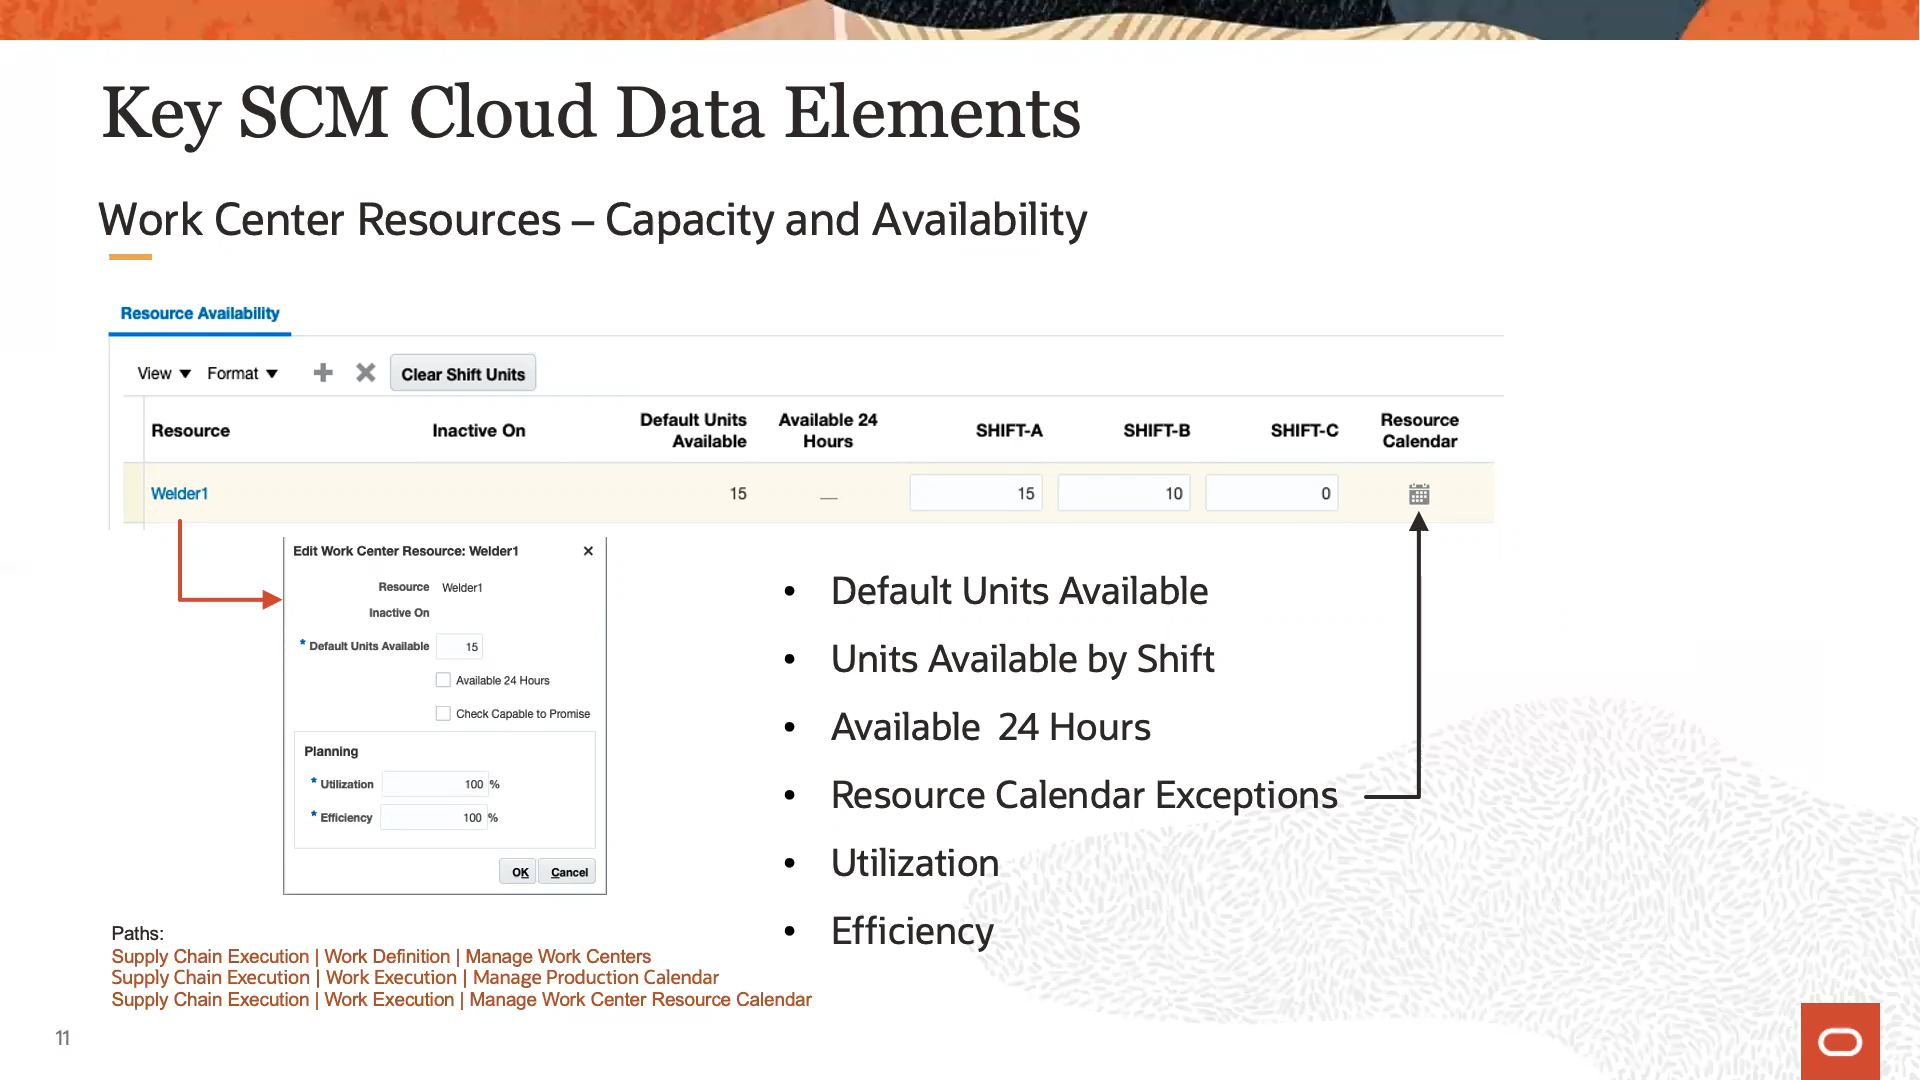 Key SCM Cloud Data Elements
Work Center Resources – Capacity and Availability
Resource Availability
View ▼ Format ▼ Clear Shift Units
Resource Inactive On Default Units Available Available 24 Hours SHIFT-A SHIFT-B SHIFT-C Resource Calendar
Welder1 15 — 15 10 0
Edit Work Center Resource: Welder1
Resource Welder1
Inactive On
* Default Units Available 15
Available 24 Hours
Check Capable to Promise
Planning
* Utilization 100 %
* Efficiency 100 %
OK Cancel
• Default Units Available
• Units Available by Shift
• Available 24 Hours
• Resource Calendar Exceptions
• Utilization
• Efficiency
Paths:
Supply Chain Execution | Work Definition | Manage Work Centers
Supply Chain Execution | Work Execution | Manage Production Calendar
Supply Chain Execution | Work Execution | Manage Work Center Resource Calendar
11